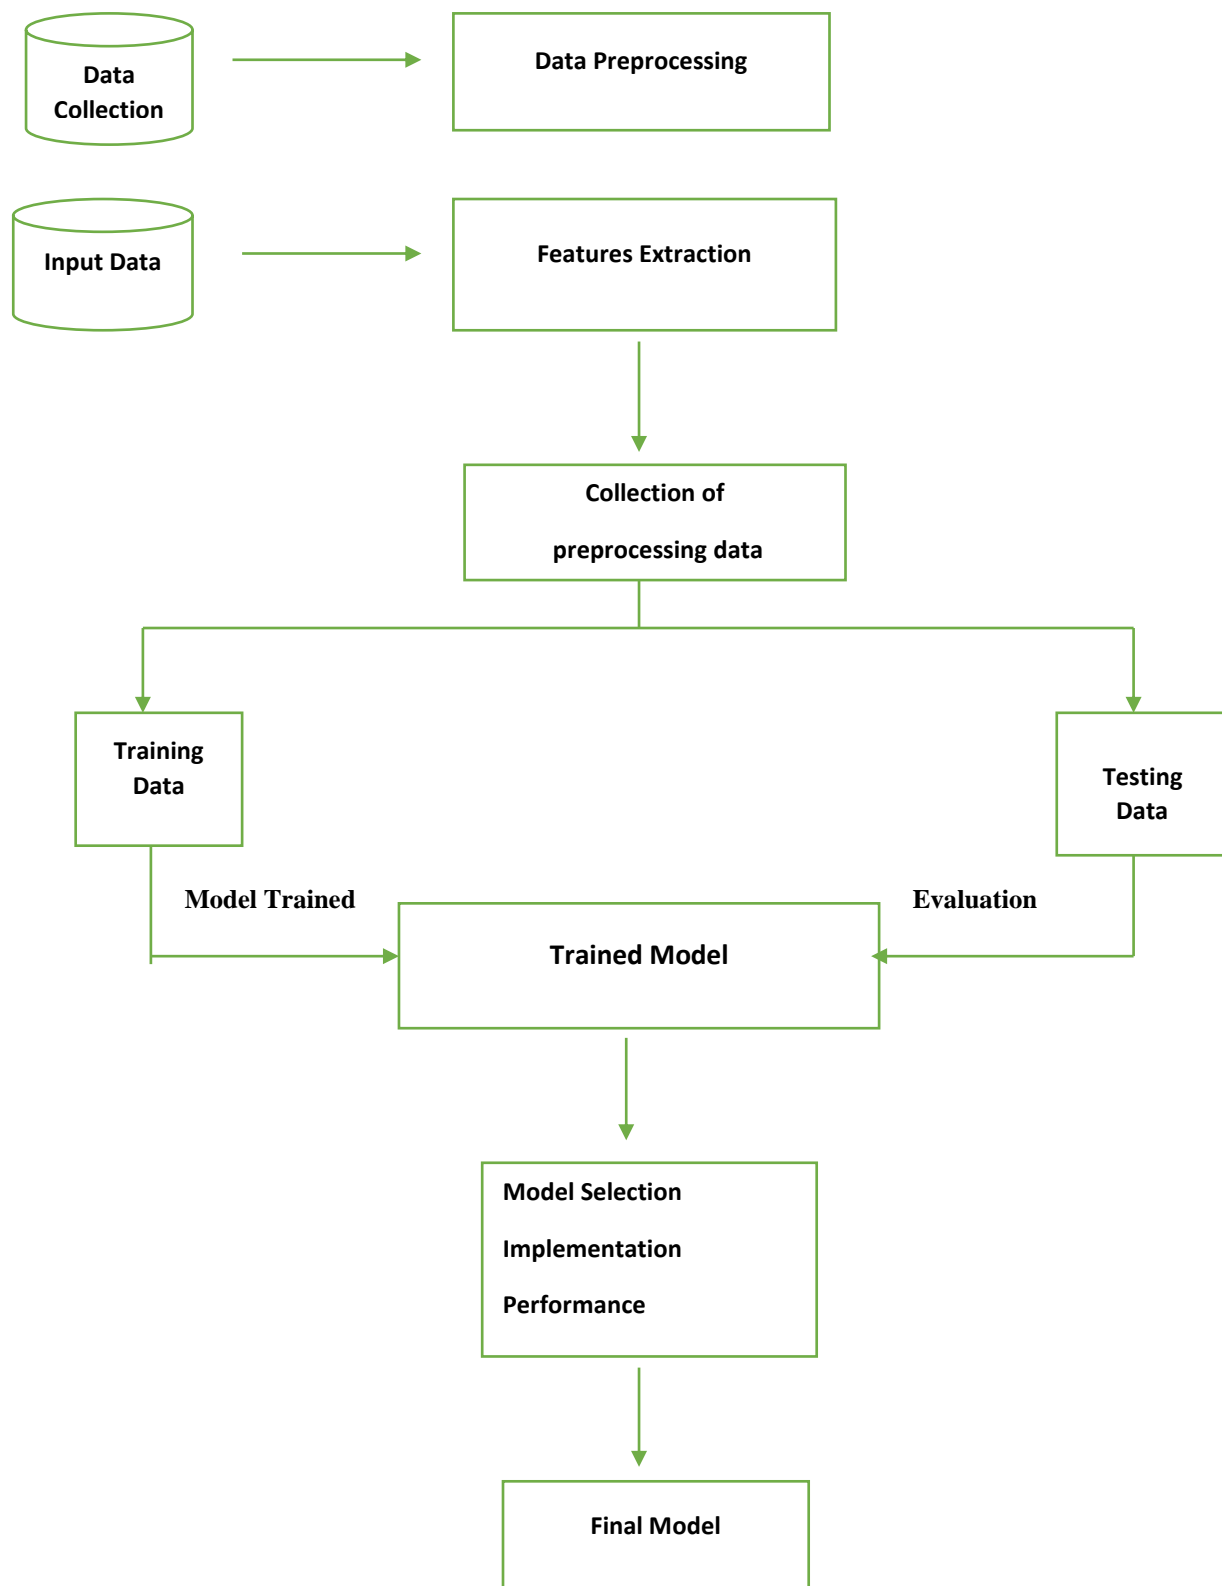 Data
Collection
Data Preprocessing
Input Data
Features Extraction
Collection of
preprocessing data
Training
Data
Testing
Data
Model Trained
Evaluation
Trained Model
Model Selection
Implementation
Performance
Final Model